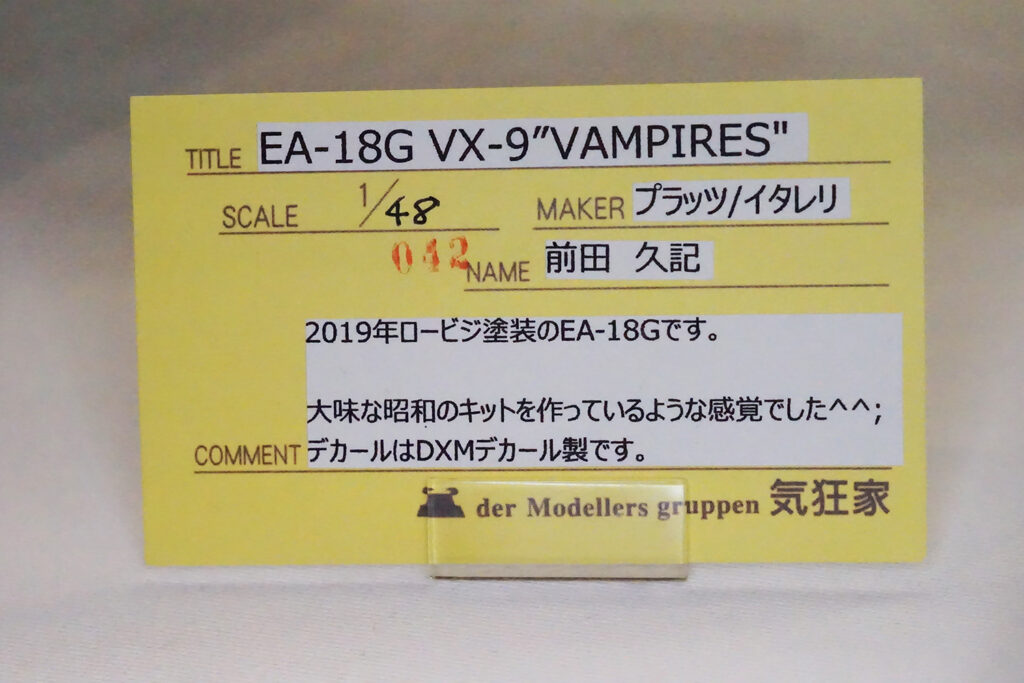 TITLE EA-18G VX-9"VAMPIRES"
SCALE 1/48 MAKER プラッツ/イタレリ
042 NAME 前田 久記
2019年ロービジ塗装のEA-18Gです。
大味な昭和のキットを作っているような感覚でした^^;
COMMENT デカールはDXMデカール製です。
der Modellers gruppen 気狂家